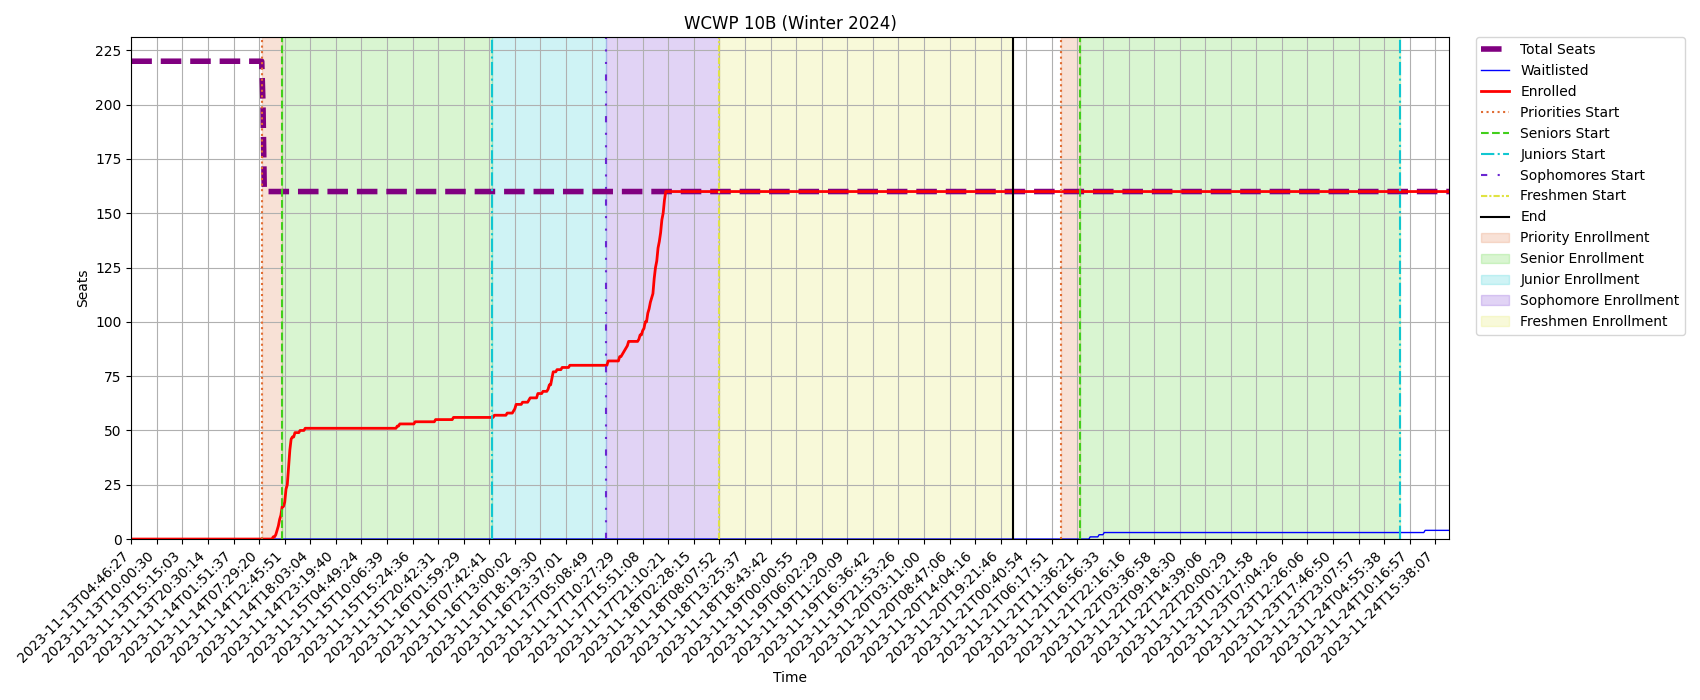 WCWP 10B (Winter 2024)
Seats
225
200
175
150
125
100
75
50
25
0
2023-11-13T04:46:27
2023-11-13T10:00:30
2023-11-13T15:15:03
2023-11-13T20:30:14
2023-11-14T01:51:37
2023-11-14T07:29:20
2023-11-14T12:45:51
2023-11-14T18:03:04
2023-11-14T23:19:40
2023-11-15T04:49:24
2023-11-15T10:06:39
2023-11-15T15:24:36
2023-11-15T20:42:31
2023-11-16T01:59:29
2023-11-16T07:42:41
2023-11-16T13:00:02
2023-11-16T18:19:30
2023-11-16T23:37:01
2023-11-17T05:08:49
2023-11-17T10:27:29
2023-11-17T15:51:08
2023-11-17T21:10:22
2023-11-18T02:28:15
2023-11-18T08:07:52
2023-11-18T13:25:37
2023-11-18T18:43:42
2023-11-19T00:00:55
2023-11-19T06:02:29
2023-11-19T11:20:09
2023-11-19T16:36:42
2023-11-19T21:53:26
2023-11-20T03:11:00
2023-11-20T08:47:06
2023-11-20T14:04:16
2023-11-20T19:21:46
2023-11-21T00:40:54
2023-11-21T06:17:51
2023-11-21T11:36:21
2023-11-21T16:56:33
2023-11-21T22:16:16
2023-11-22T03:36:58
2023-11-22T09:18:30
2023-11-22T14:39:06
2023-11-22T20:00:29
2023-11-23T01:21:58
2023-11-23T07:04:26
2023-11-23T12:26:06
2023-11-23T17:46:50
2023-11-23T23:07:57
2023-11-24T04:55:38
2023-11-24T10:16:57
2023-11-24T15:38:07
Time
Total Seats
Waitlisted
Enrolled
Priorities Start
Seniors Start
Juniors Start
Sophomores Start
Freshmen Start
End
Priority Enrollment
Senior Enrollment
Junior Enrollment
Sophomore Enrollment
Freshmen Enrollment